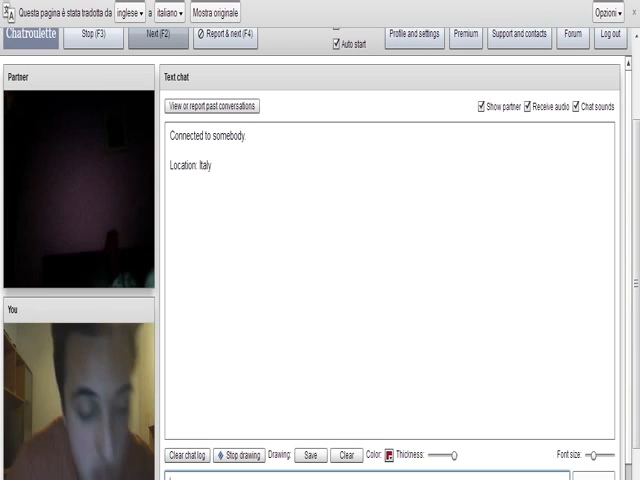 Questa pagina è stata tradotta da inglese a italiano Mostra originale Opzioni x
Chatroulette Stop (F3) Next (F2) Report & next (F4) Auto start Profile and settings Premium Support and contacts Forum Log out
Partner
Text chat
View or report past conversations Show partner Receive audio Chat sounds
Connected to somebody.
Location: Italy
You
Clear chat log Stop drawing Drawing: Save Clear Color: Thickness: Font size: